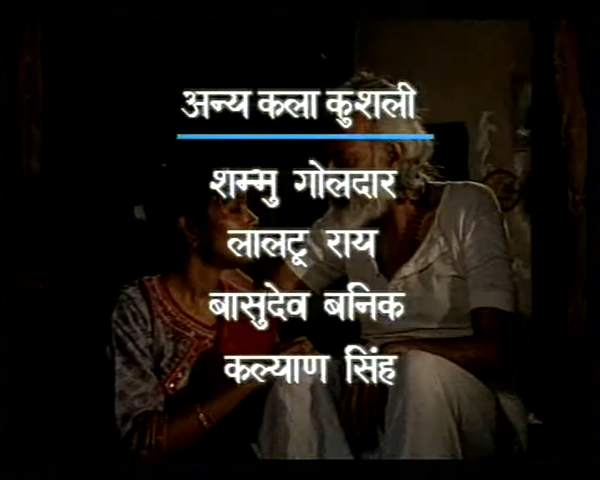 अन्य कला कुशली
शम्मु गोलदार
लालटू राय
बासुदेव बनिक
कल्याण सिंह